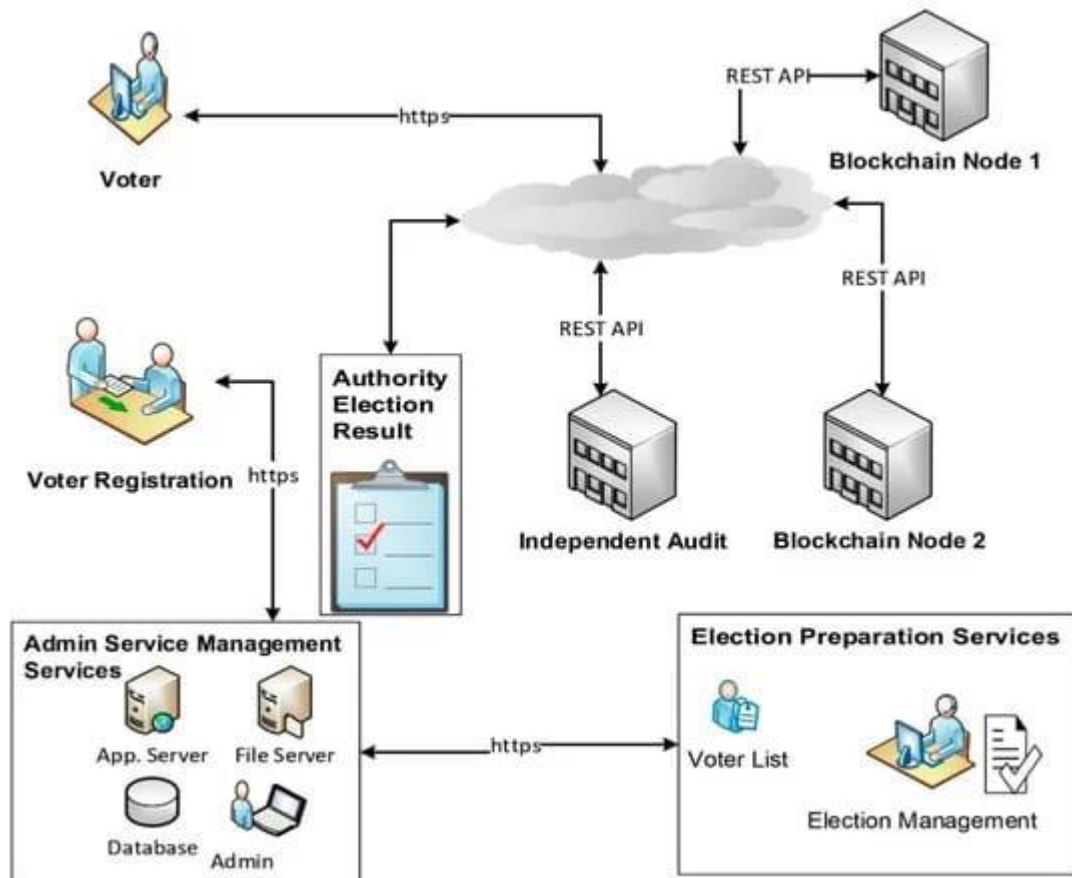 REST API
Blockchain Node 1
https
Voter
REST API
REST API
Authority
Election
Result
Voter Registration
https
Independent Audit
Blockchain Node 2
Admin Service Management
Services
App. Server
File Server
Database
Admin
https
Election Preparation Services
Voter List
Election Management